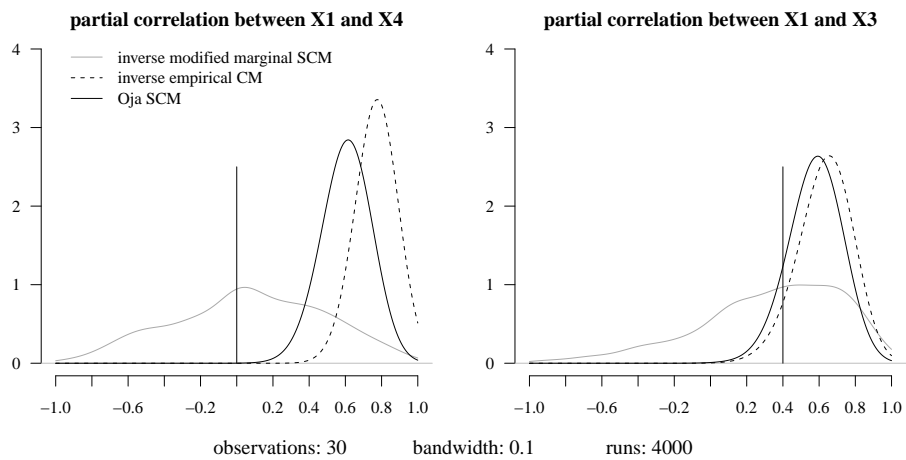 partial correlation between X1 and X4
4
3
2
1
0
inverse modified marginal SCM
inverse empirical CM
Oja SCM
−1.0 −0.6 −0.2 0.2 0.4 0.6 0.8 1.0
partial correlation between X1 and X3
4
3
2
1
0
−1.0 −0.6 −0.2 0.2 0.4 0.6 0.8 1.0
observations: 30 bandwidth: 0.1 runs: 4000